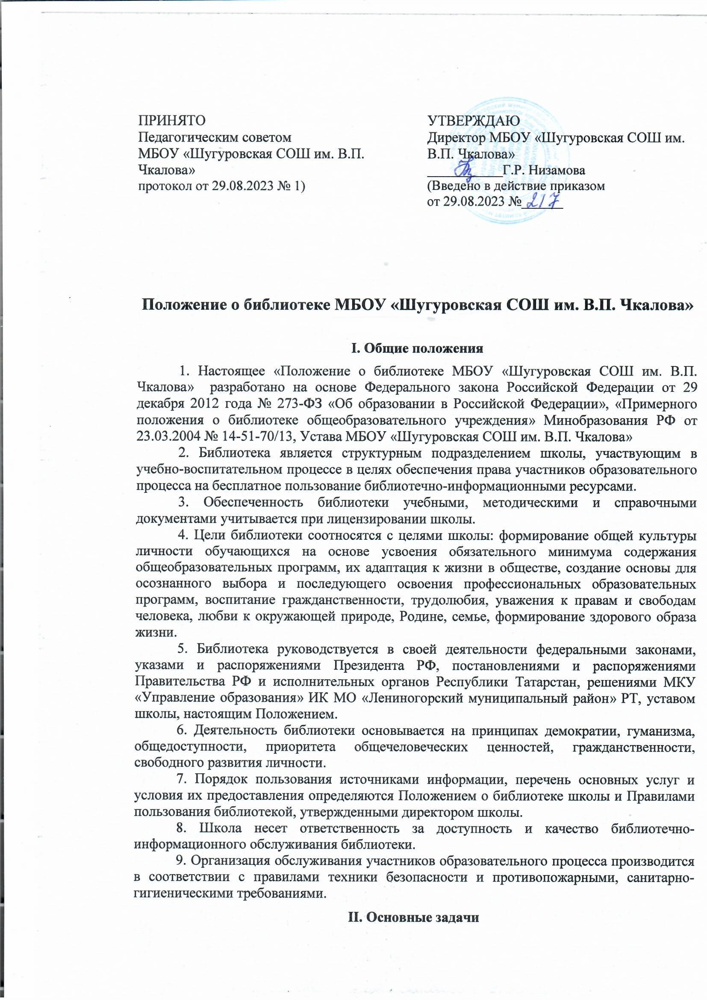 ПРИНЯТО
Педагогическим советом
МБОУ «Шугуровская СОШ им. В.П.
Чкалова»
протокол от 29.08.2023 № 1)
УТВЕРЖДАЮ
Директор МБОУ «Шугуровская СОШ им.
В.П. Чкалова»
___________Г.Р. Низамова
(Введено в действие приказом
от 29.08.2023 № 217
Положение о библиотеке МБОУ «Шугуровская СОШ им. В.П. Чкалова»
I. Общие положения
1. Настоящее «Положение о библиотеке МБОУ «Шугуровская СОШ им. В.П.
Чкалова» разработано на основе Федерального закона Российской Федерации от 29
декабря 2012 года № 273-ФЗ «Об образовании в Российской Федерации», «Примерного
положения о библиотеке общеобразовательного учреждения» Минобразования РФ от
23.03.2004 № 14-51-70/13, Устава МБОУ «Шугуровская СОШ им. В.П. Чкалова»
2. Библиотека является структурным подразделением школы, участвующим в
учебно-воспитательном процессе в целях обеспечения права участников образовательного
процесса на бесплатное пользование библиотечно-информационными ресурсами.
3. Обеспеченность библиотеки учебными, методическими и справочными
документами учитывается при лицензировании школы.
4. Цели библиотеки соотносятся с целями школы: формирование общей культуры
личности обучающихся на основе усвоения обязательного минимума содержания
общеобразовательных программ, их адаптация к жизни в обществе, создание основы для
осознанного выбора и последующего освоения профессиональных образовательных
программ, воспитание гражданственности, трудолюбия, уважения к правам и свободам
человека, любви к окружающей природе, Родине, семье, формирование здорового образа
жизни.
5. Библиотека руководствуется в своей деятельности федеральными законами,
указами и распоряжениями Президента РФ, постановлениями и распоряжениями
Правительства РФ и исполнительных органов Республики Татарстан, решениями МКУ
«Управление образования» ИК МО «Лениногорский муниципальный район» РТ, уставом
школы, настоящим Положением.
6. Деятельность библиотеки основывается на принципах демократии, гуманизма,
общедоступности, приоритета общечеловеческих ценностей, гражданственности,
свободного развития личности.
7. Порядок пользования источниками информации, перечень основных услуг и
условия их предоставления определяются Положением о библиотеке школы и Правилами
пользования библиотекой, утвержденными директором школы.
8. Школа несет ответственность за доступность и качество библиотечно-
информационного обслуживания библиотеки.
9. Организация обслуживания участников образовательного процесса производится
в соответствии с правилами техники безопасности и противопожарными, санитарно-
гигиеническими требованиями.
II. Основные задачи